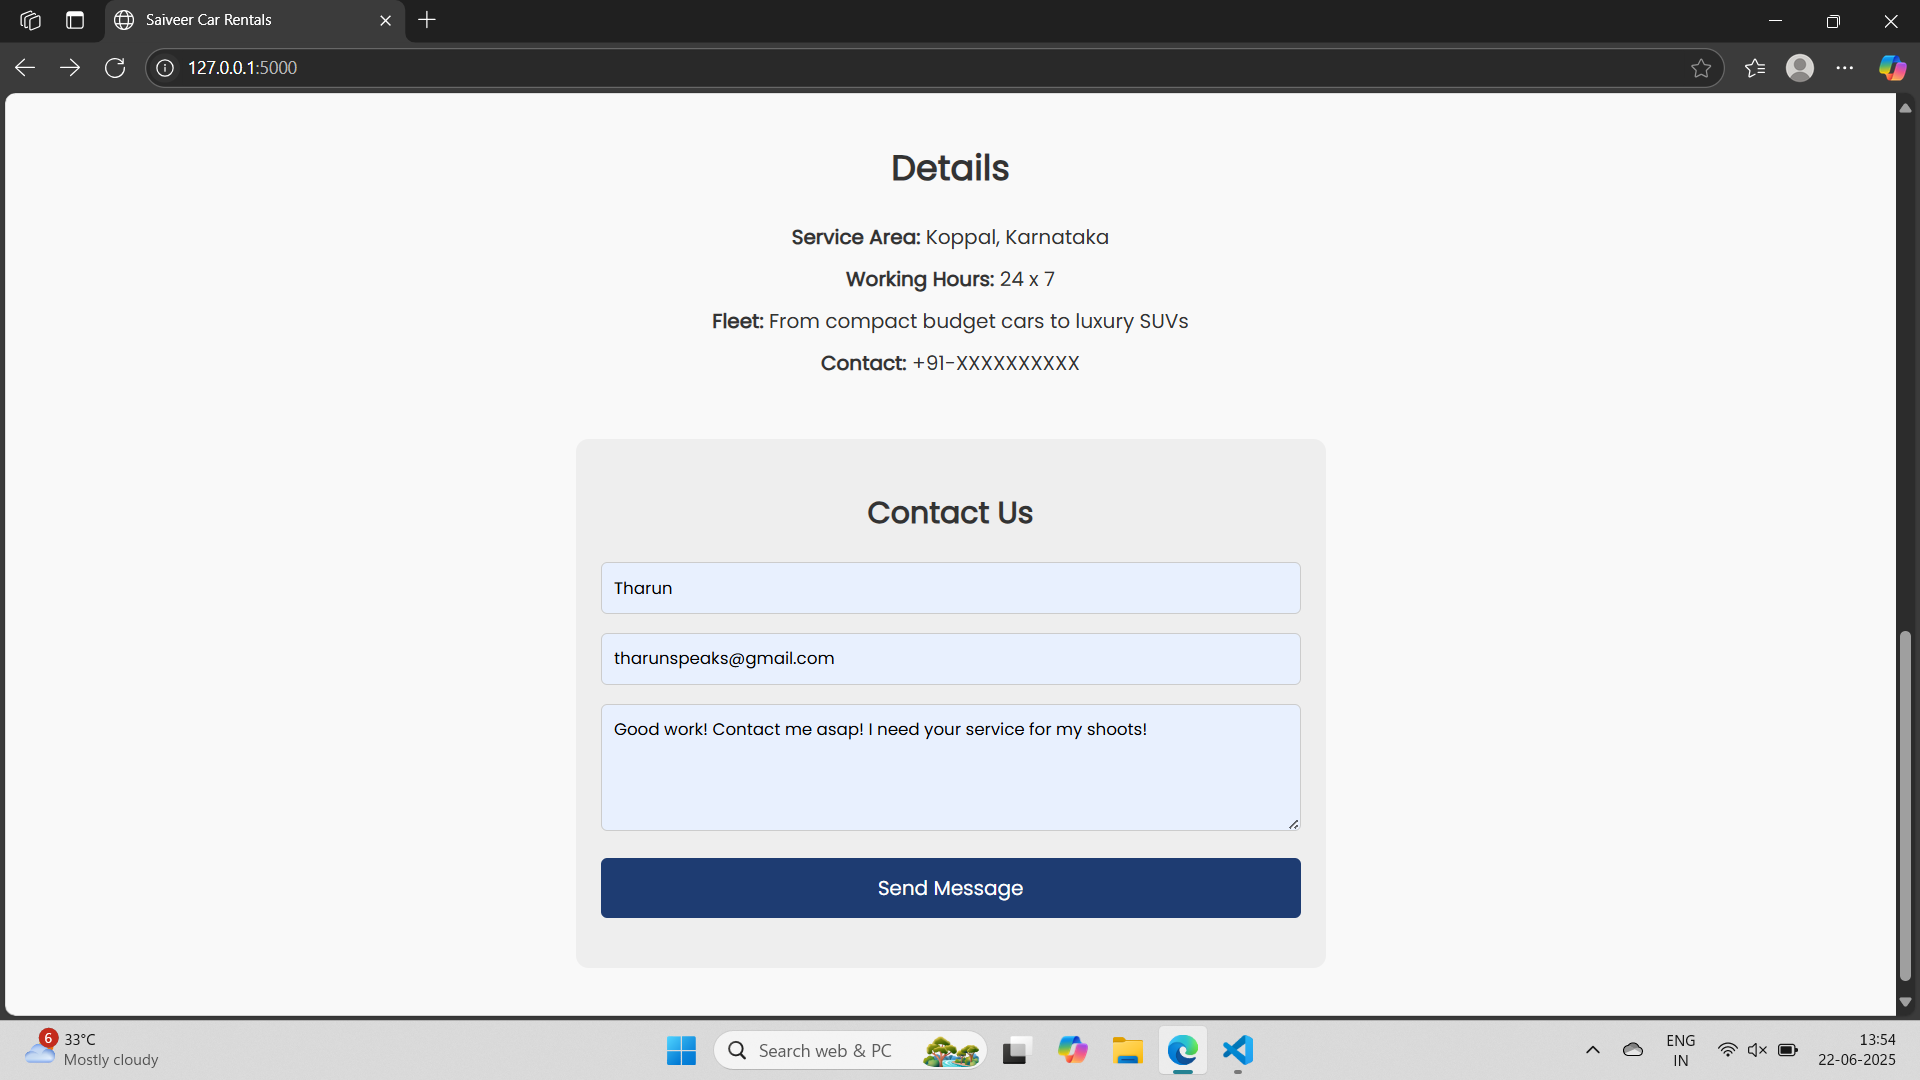 Saiveer Car Rentals
127.0.0.1:5000
Details
Service Area: Koppal, Karnataka
Working Hours: 24 x 7
Fleet: From compact budget cars to luxury SUVs
Contact: +91-XXXXXXXXXX
Contact Us
Tharun
tharunspeaks@gmail.com
Good work! Contact me asap! I need your service for my shoots!
Send Message
6
33°C
Mostly cloudy
Search web & PC
ENG
IN
13:54
22-06-2025